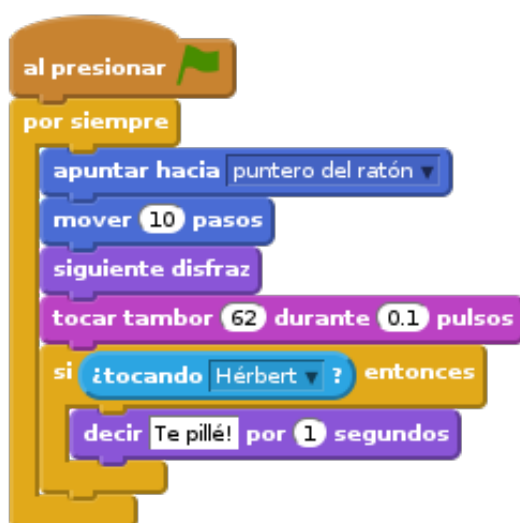 al presionar
por siempre
apuntar hacia puntero del ratón
mover 10 pasos
siguiente disfraz
tocar tambor 62 durante 0.1 pulsos
si ¿tocando Hérbert ? entonces
decir Te pillé! por 1 segundos